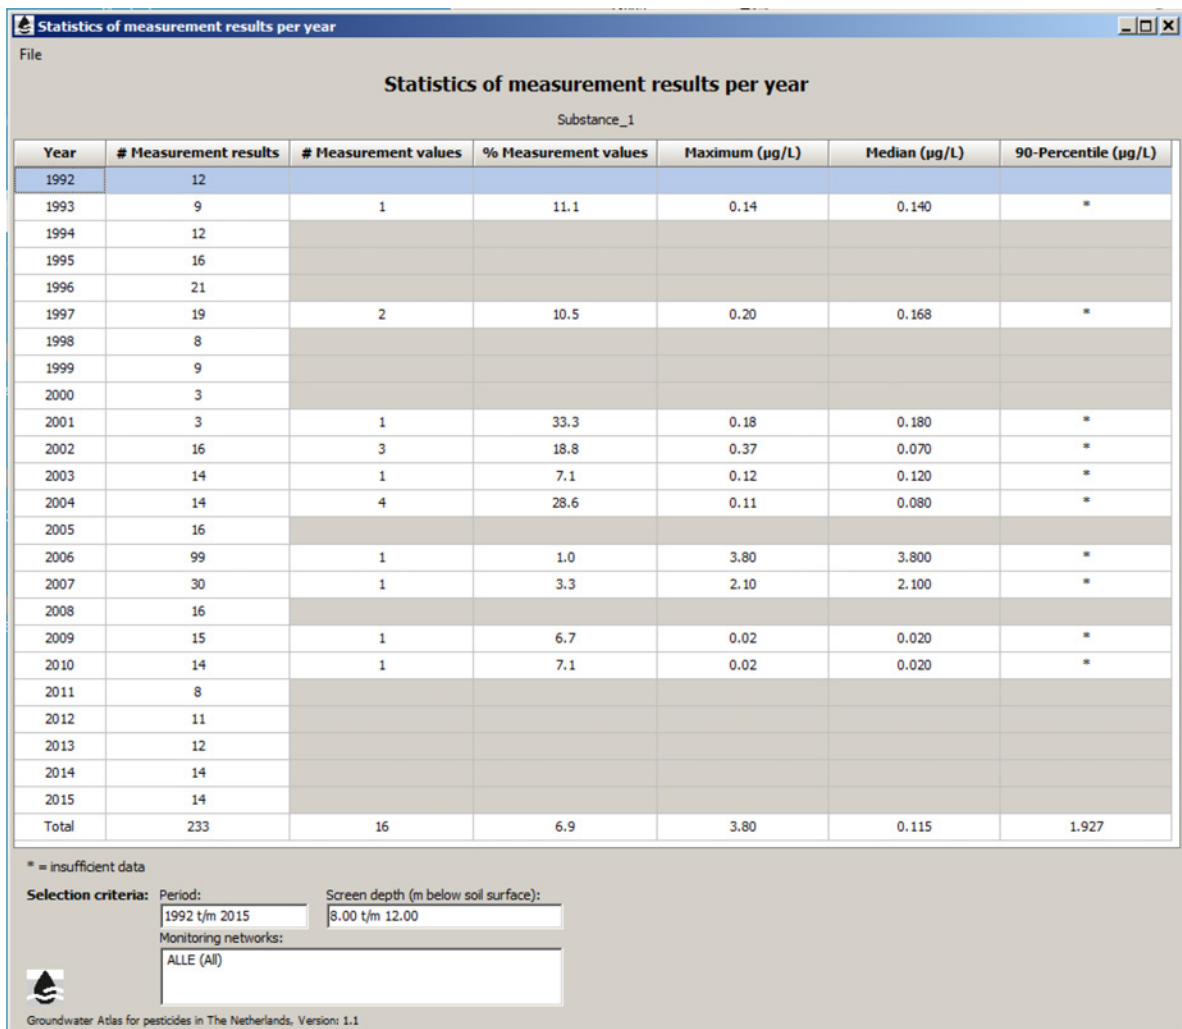 Statistics of measurement results per year
File
Statistics of measurement results per year
Substance_1
Year # Measurement results # Measurement values % Measurement values Maximum (µg/L) Median (µg/L) 90-Percentile (µg/L)
1992 12
1993 9 1 11.1 0.14 0.140 *
1994 12
1995 16
1996 21
1997 19 2 10.5 0.20 0.168 *
1998 8
1999 9
2000 3
2001 3 1 33.3 0.18 0.180 *
2002 16 3 18.8 0.37 0.070 *
2003 14 1 7.1 0.12 0.120 *
2004 14 4 28.6 0.11 0.080 *
2005 16
2006 99 1 1.0 3.80 3.800 *
2007 30 1 3.3 2.10 2.100 *
2008 16
2009 15 1 6.7 0.02 0.020 *
2010 14 1 7.1 0.02 0.020 *
2011 8
2012 11
2013 12
2014 14
2015 14
Total 233 16 6.9 3.80 0.115 1.927
* = insufficient data
Selection criteria: Period: Screen depth (m below soil surface):
1992 t/m 2015 8.00 t/m 12.00
Monitoring networks:
ALLE (All)
Groundwater Atlas for pesticides in The Netherlands, Version: 1.1